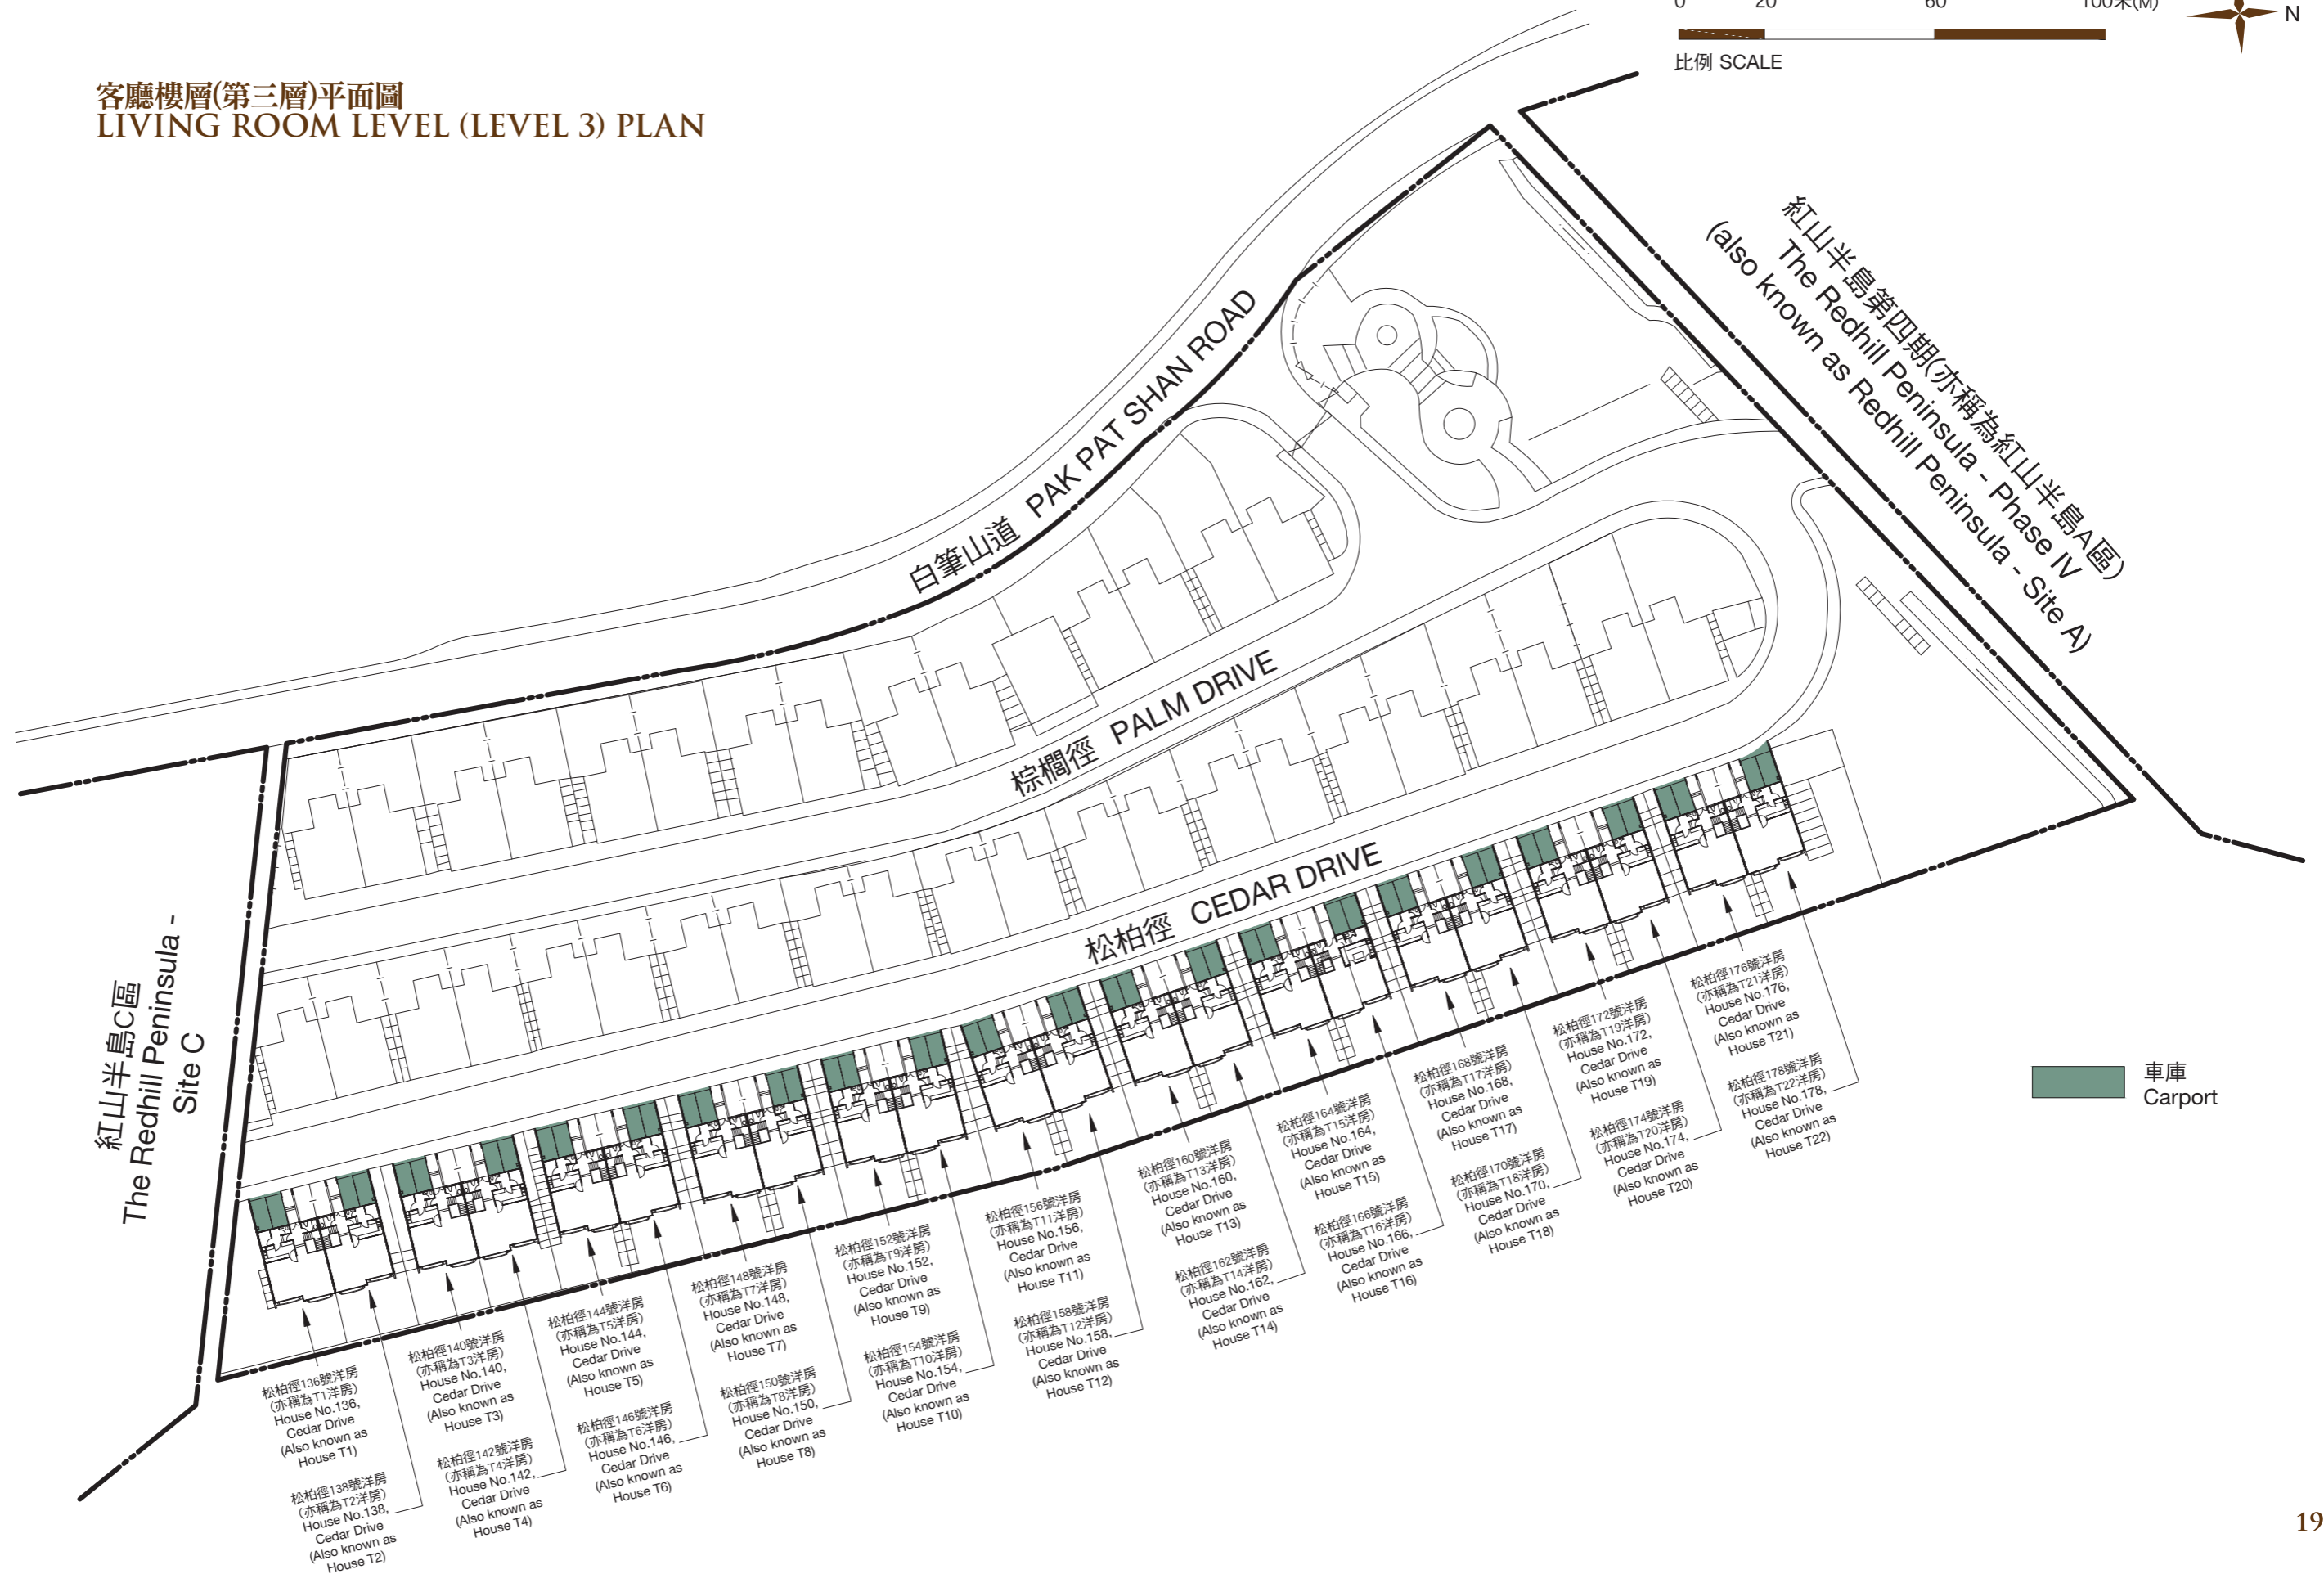 0 20 60 100米(M)
N
比例 SCALE
客廳樓層(第三層)平面圖
LIVING ROOM LEVEL (LEVEL 3) PLAN
紅山半島第四期(亦稱為紅山半島A區)
The Redhill Peninsula - Phase IV
(also known as Redhill Peninsula - Site A)
白筆山道 PAK PAT SHAN ROAD
棕櫚徑 PALM DRIVE
松柏徑 CEDAR DRIVE
紅山半島C區
The Redhill Peninsula -
Site C
車庫
Carport
松柏徑136號洋房
(亦稱為T1洋房)
House No.136,
Cedar Drive
(Also known as
House T1)
松柏徑138號洋房
(亦稱為T2洋房)
House No.138,
Cedar Drive
(Also known as
House T2)
松柏徑140號洋房
(亦稱為T3洋房)
House No.140,
Cedar Drive
(Also known as
House T3)
松柏徑142號洋房
(亦稱為T4洋房)
House No.142,
Cedar Drive
(Also known as
House T4)
松柏徑144號洋房
(亦稱為T5洋房)
House No.144,
Cedar Drive
(Also known as
House T5)
松柏徑146號洋房
(亦稱為T6洋房)
House No.146,
Cedar Drive
(Also known as
House T6)
松柏徑148號洋房
(亦稱為T7洋房)
House No.148,
Cedar Drive
(Also known as
House T7)
松柏徑150號洋房
(亦稱為T8洋房)
House No.150,
Cedar Drive
(Also known as
House T8)
松柏徑152號洋房
(亦稱為T9洋房)
House No.152,
Cedar Drive
(Also known as
House T9)
松柏徑154號洋房
(亦稱為T10洋房)
House No.154,
Cedar Drive
(Also known as
House T10)
松柏徑156號洋房
(亦稱為T11洋房)
House No.156,
Cedar Drive
(Also known as
House T11)
松柏徑158號洋房
(亦稱為T12洋房)
House No.158,
Cedar Drive
(Also known as
House T12)
松柏徑160號洋房
(亦稱為T13洋房)
House No.160,
Cedar Drive
(Also known as
House T13)
松柏徑162號洋房
(亦稱為T14洋房)
House No.162,
Cedar Drive
(Also known as
House T14)
松柏徑164號洋房
(亦稱為T15洋房)
House No.164,
Cedar Drive
(Also known as
House T15)
松柏徑166號洋房
(亦稱為T16洋房)
House No.166,
Cedar Drive
(Also known as
House T16)
松柏徑168號洋房
(亦稱為T17洋房)
House No.168,
Cedar Drive
(Also known as
House T17)
松柏徑170號洋房
(亦稱為T18洋房)
House No.170,
Cedar Drive
(Also known as
House T18)
松柏徑172號洋房
(亦稱為T19洋房)
House No.172,
Cedar Drive
(Also known as
House T19)
松柏徑174號洋房
(亦稱為T20洋房)
House No.174,
Cedar Drive
(Also known as
House T20)
松柏徑176號洋房
(亦稱為T21洋房)
House No.176,
Cedar Drive
(Also known as
House T21)
松柏徑178號洋房
(亦稱為T22洋房)
House No.178,
Cedar Drive
(Also known as
House T22)
19